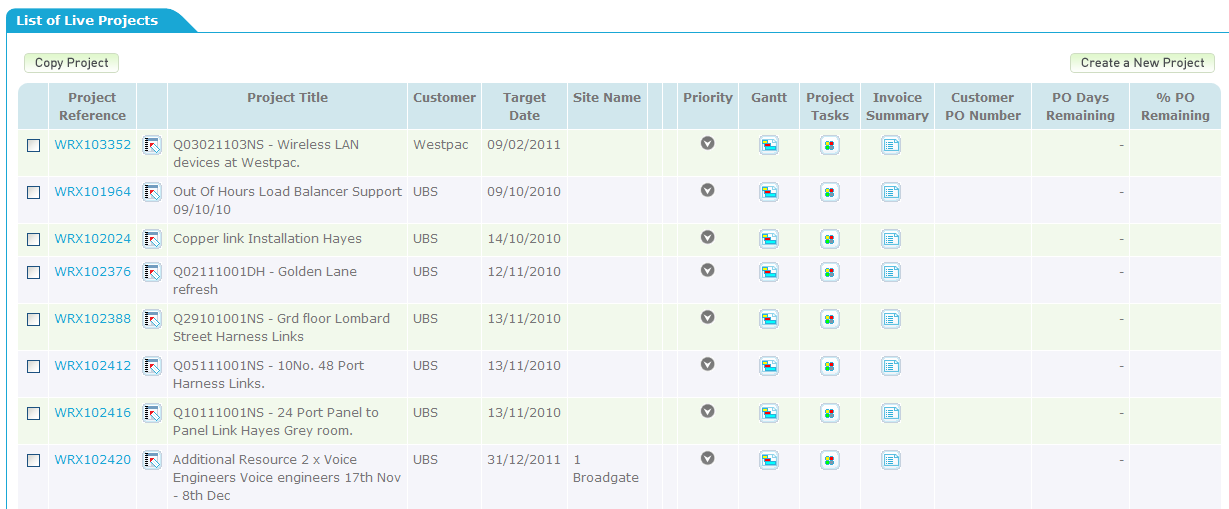 List of Live Projects
Copy Project
Create a New Project
Project Reference Project Title Customer Target Date Site Name Priority Gantt Project Tasks Invoice Summary Customer PO Number PO Days Remaining % PO Remaining
WRX103352 Q03021103NS - Wireless LAN Westpac 09/02/2011 -
devices at Westpac.
WRX101964 Out Of Hours Load Balancer Support UBS 09/10/2010 -
09/10/10
WRX102024 Copper link Installation Hayes UBS 14/10/2010 -
WRX102376 Q02111001DH - Golden Lane UBS 12/11/2010 -
refresh
WRX102388 Q29101001NS - Grd floor Lombard UBS 13/11/2010 -
Street Harness Links
WRX102412 Q05111001NS - 10No. 48 Port UBS 13/11/2010 -
Harness Links.
WRX102416 Q10111001NS - 24 Port Panel to UBS 13/11/2010 -
Panel Link Hayes Grey room.
WRX102420 Additional Resource 2 x Voice UBS 31/12/2011 1 -
Engineers Voice engineers 17th Nov Broadgate
- 8th Dec